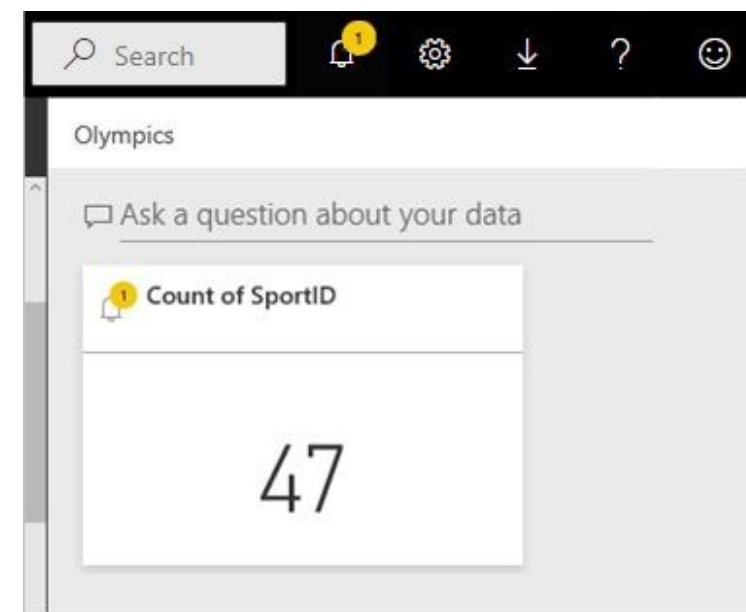 Search
1
?
Olympics
Ask a question about your data
1
Count of SportID
47